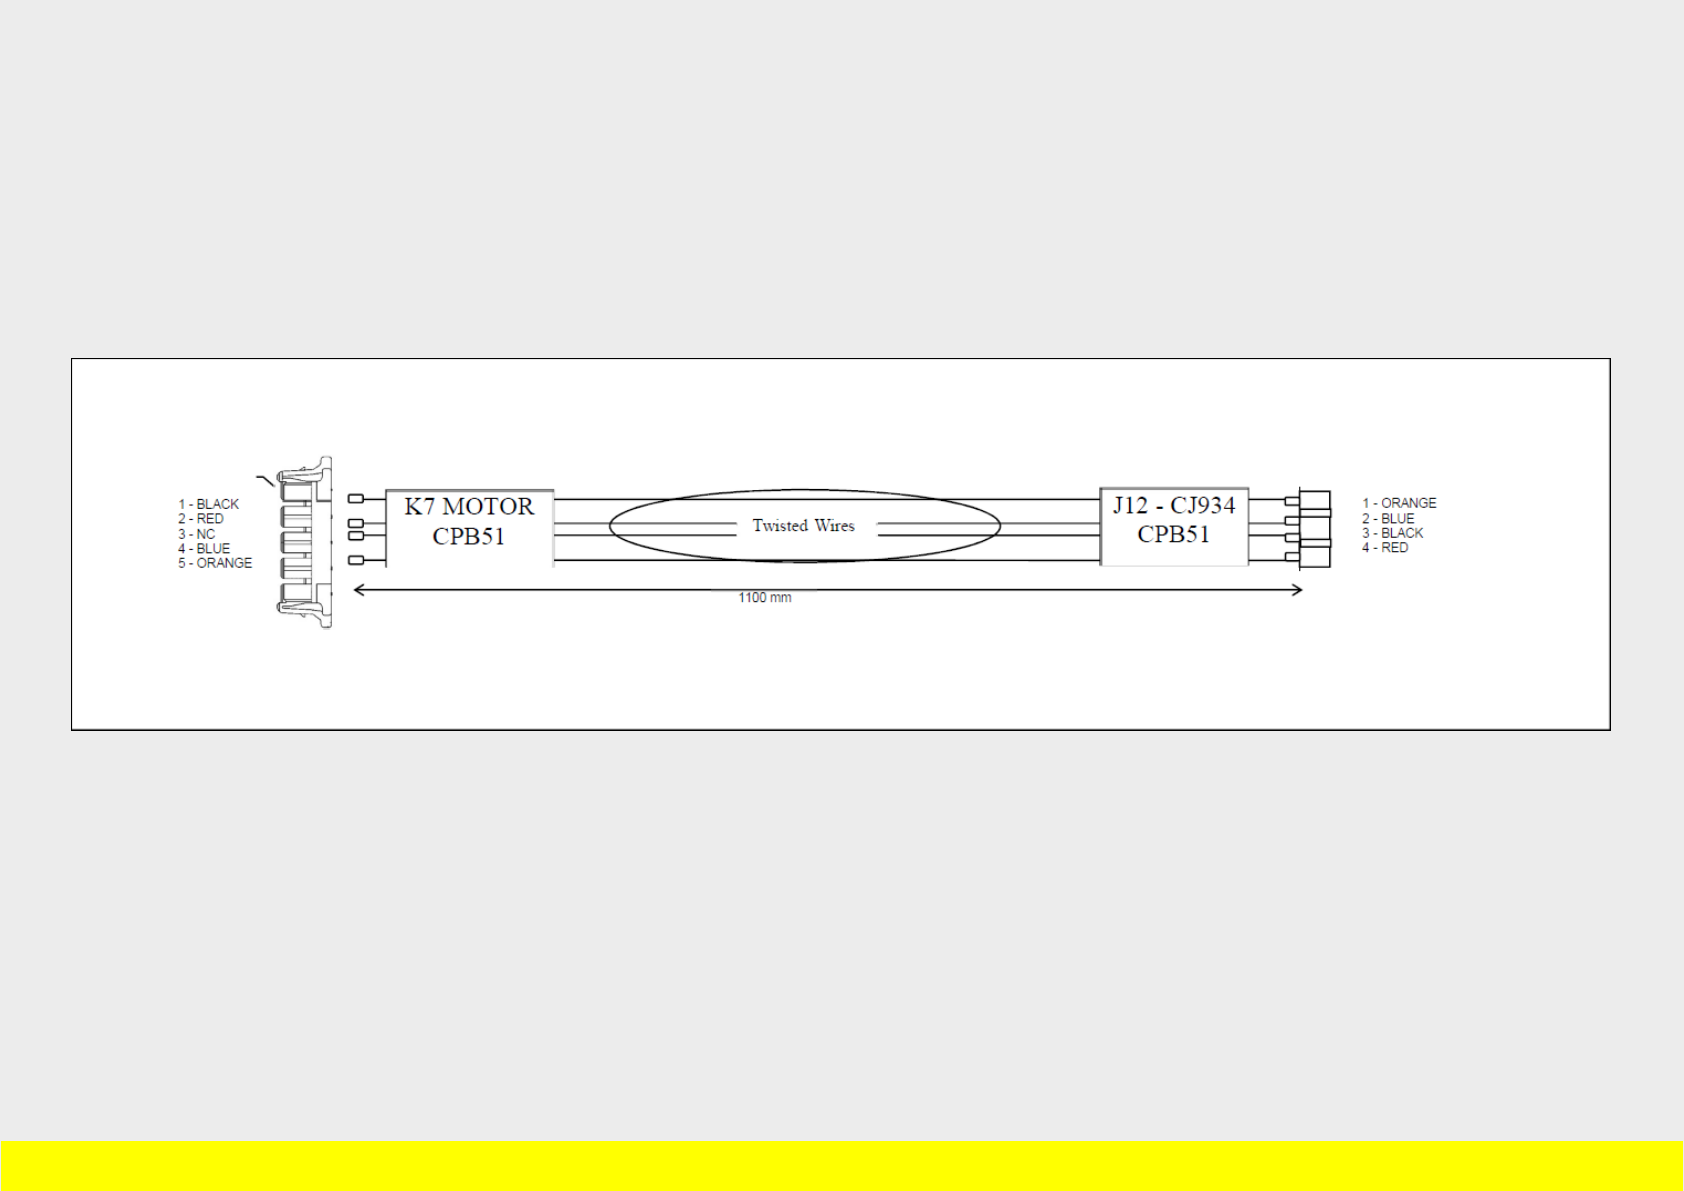 1 - BLACK
2 - RED
3 - NC
4 - BLUE
5 - ORANGE
K7 MOTOR
CPB51
Twisted Wires
J12 - CJ934
CPB51
1 - ORANGE
2 - BLUE
3 - BLACK
4 - RED
1100 mm